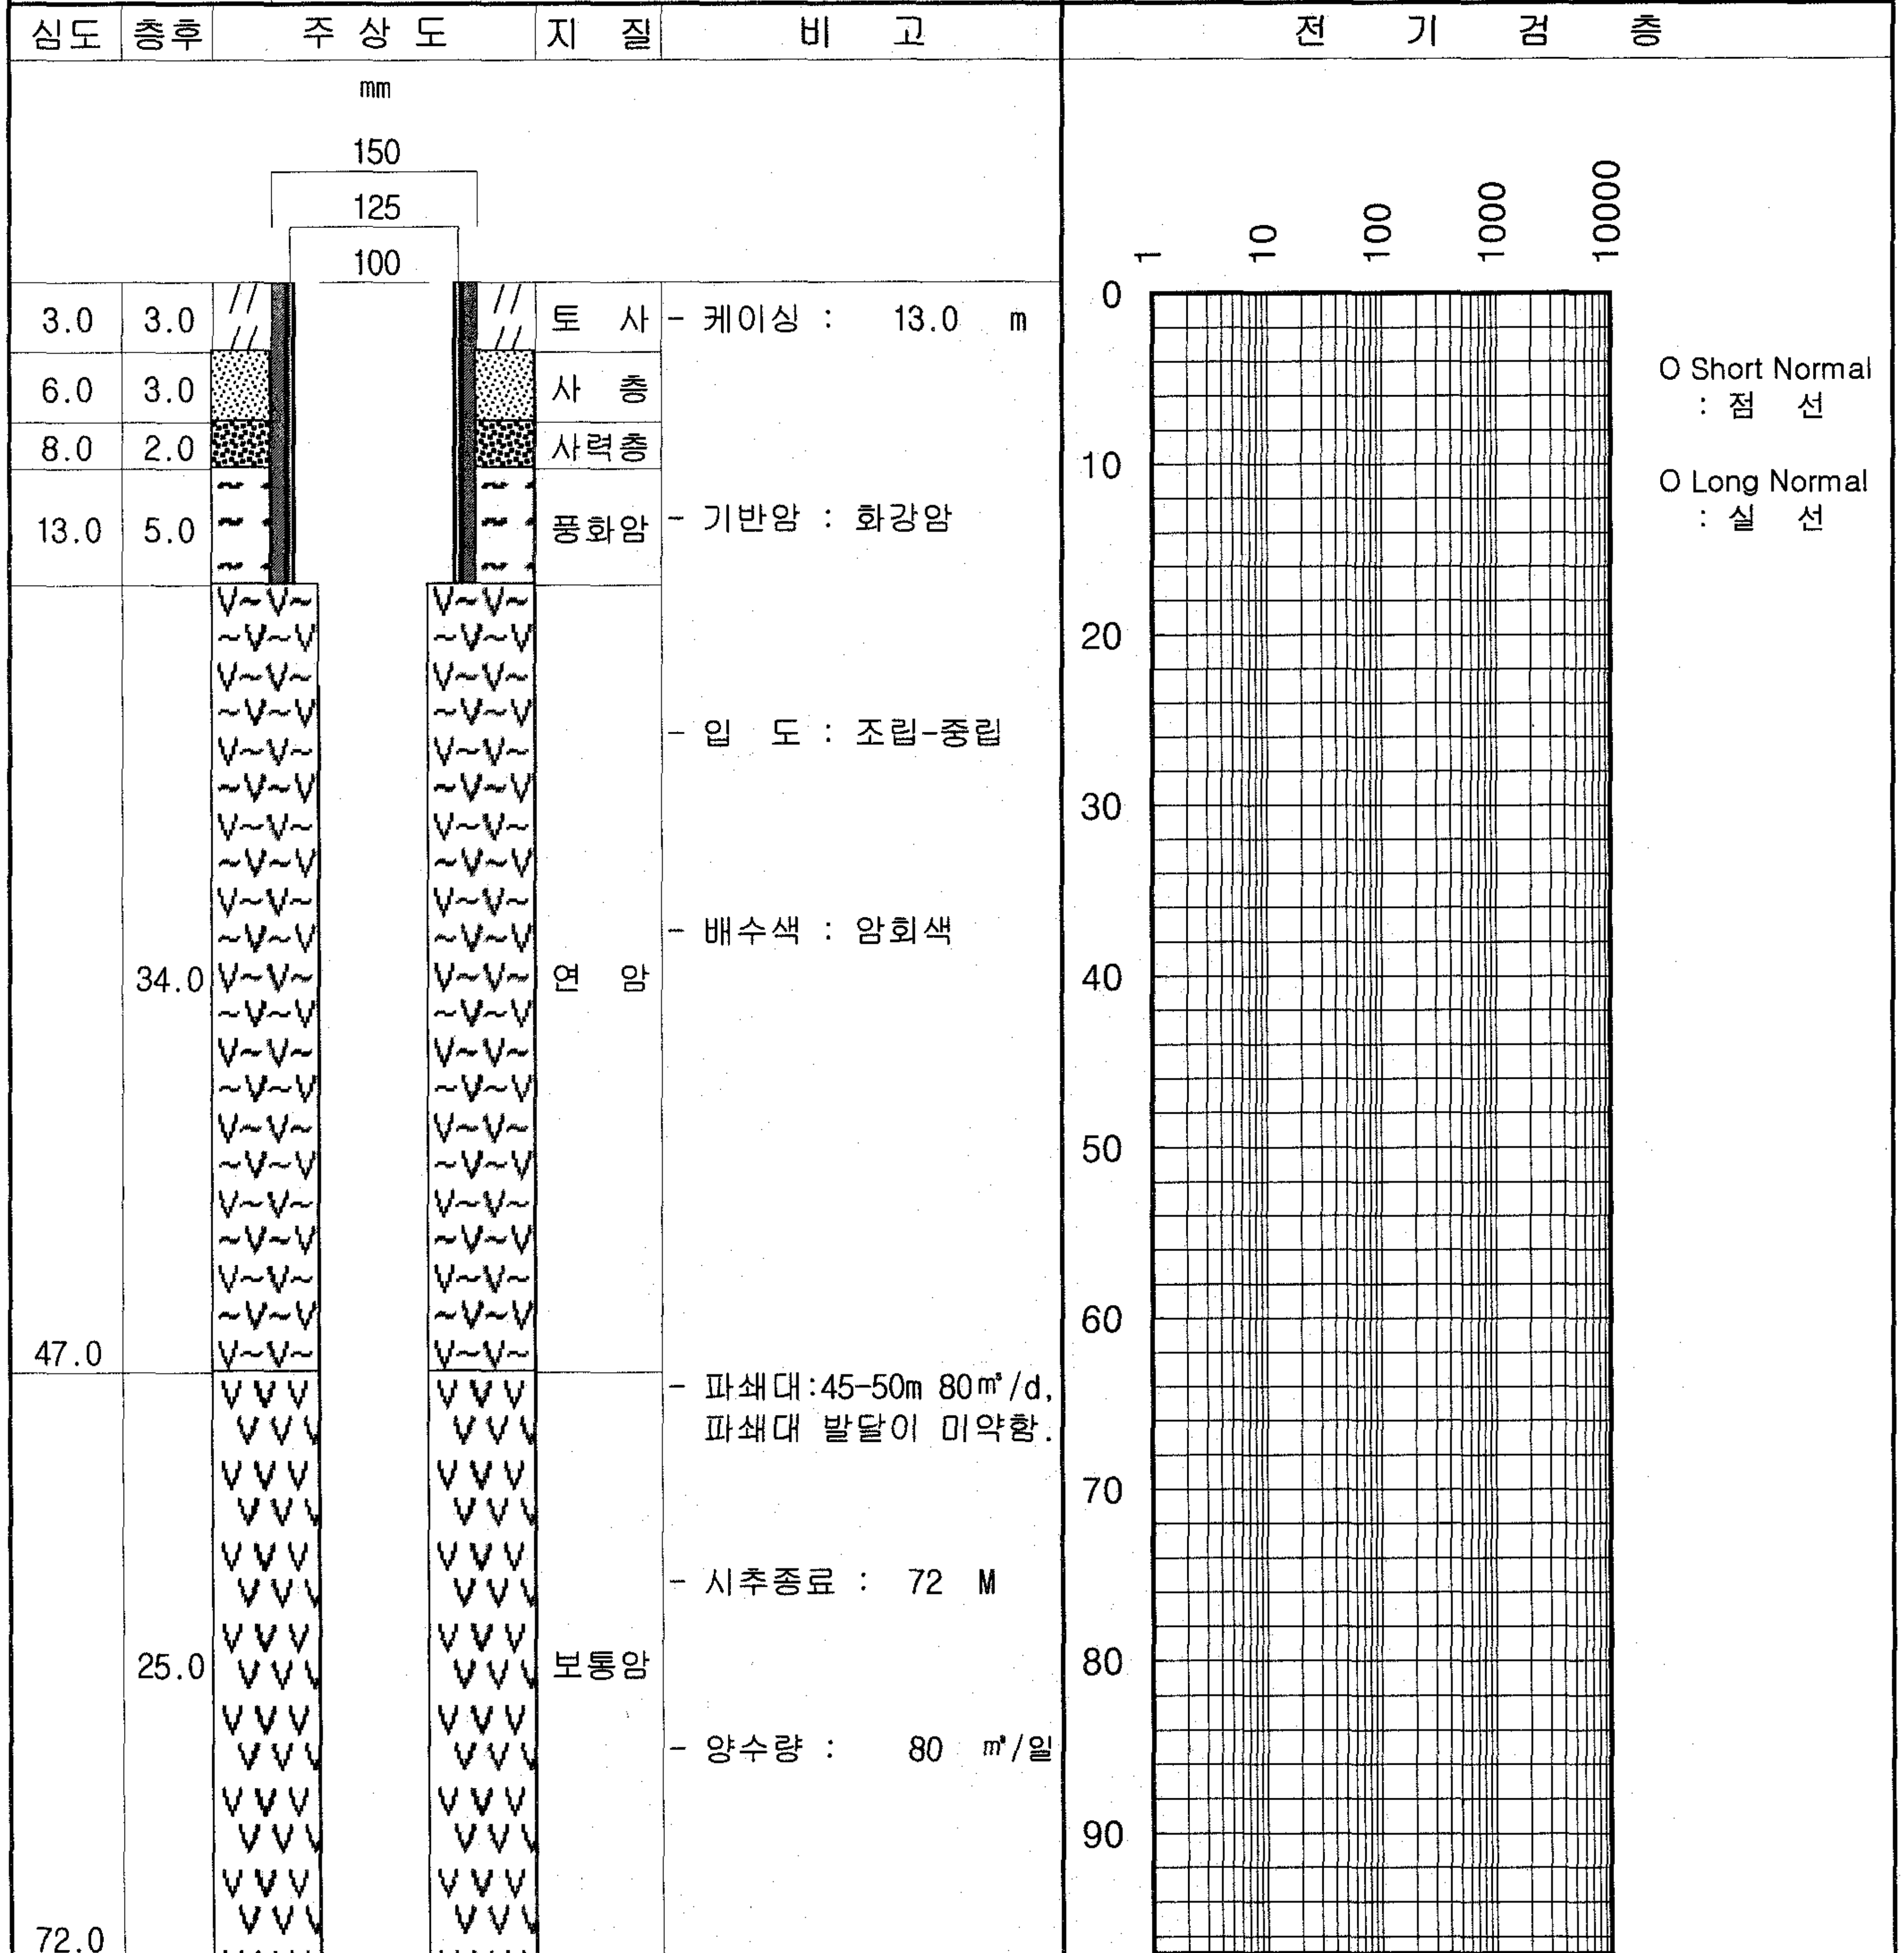 심도 층후 주 상 도 지 질 비 고 전 기 검 층
mm
150
125
100
1 10 100 1000 10000
3.0 3.0 토 사 - 케이싱 : 13.0 m
6.0 3.0 사 층
8.0 2.0 사력층
13.0 5.0 풍화암 - 기반암 : 화강암
- 입 도 : 조립-중립
- 배수색 : 암회색
34.0 연 암
47.0
- 파쇄대:45-50m 80㎥/d,
파쇄대 발달이 미약함.
- 시추종료 : 72 M
25.0 보통암
- 양수량 : 80 ㎥/일
72.0
0
10
20
30
40
50
60
70
80
90
O Short Normal
: 점 선
O Long Normal
: 실 선